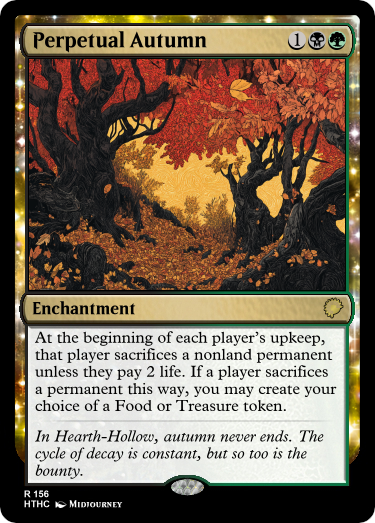 Perpetual Autumn 1
Enchantment
At the beginning of each player's upkeep,
that player sacrifices a nonland permanent
unless they pay 2 life. If a player sacrifices
a permanent this way, you may create your
choice of a Food or Treasure token.
In Hearth-Hollow, autumn never ends. The
cycle of decay is constant, but so too is the
bounty.
R 156
HTHC Midjourney